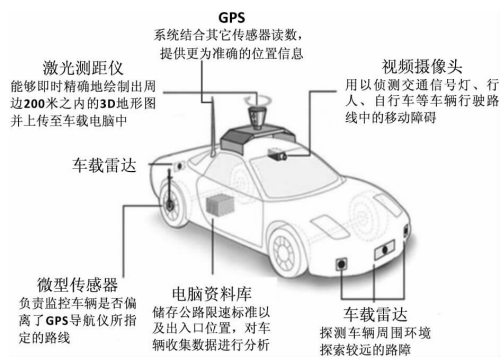 GPS
系统结合其它传感器读数，
提供更为准确的位置信息
激光测距仪
能够即时精确地绘制出周
边200米之内的3D地形图
并上传至车载电脑中
视频摄像头
用以侦测交通信号灯、行
人、自行车等车辆行驶路
线中的移动障碍
车载雷达
微型传感器
负责监控车辆是否偏
离了GPS导航仪所指
定的路线
电脑资料库
储存公路限速标准以
及出入口位置，对车
辆收集数据进行分析
车载雷达
探测车辆周围环境
探索较远的路障